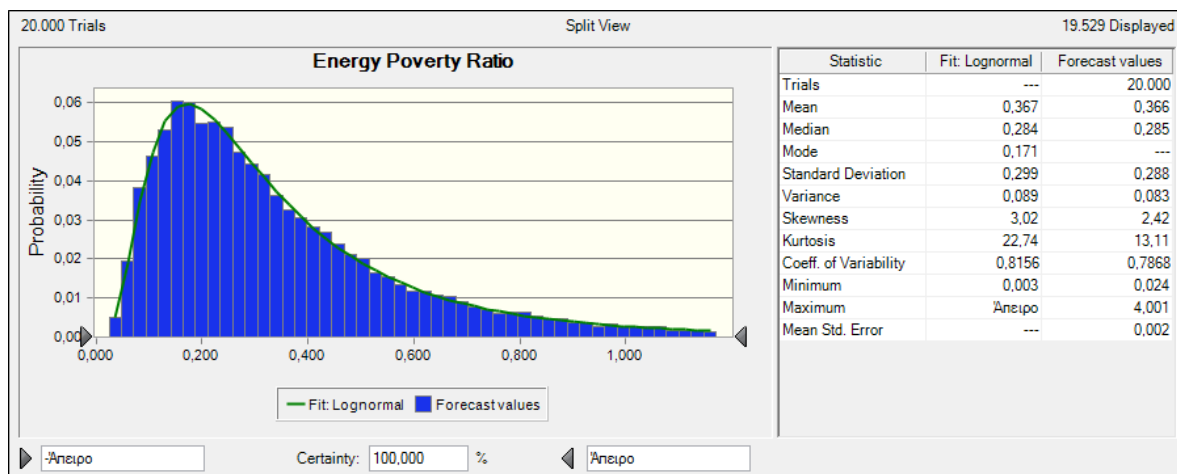 20.000 Trials Split View 19.529 Displayed
Energy Poverty Ratio
Probability
0,06
0,05
0,04
0,03
0,02
0,01
0,00
0,000 0,200 0,400 0,600 0,800 1,000
Fit: Lognormal Forecast values
Statistic Fit: Lognormal Forecast values
Trials --- 20.000
Mean 0,367 0,366
Median 0,284 0,285
Mode 0,171 ---
Standard Deviation 0,299 0,288
Variance 0,089 0,083
Skewness 3,02 2,42
Kurtosis 22,74 13,11
Coeff. of Variability 0,8156 0,7868
Minimum 0,003 0,024
Maximum Άπειρο 4,001
Mean Std. Error --- 0,002
-Άπειρο Certainty: 100,000 % Άπειρο